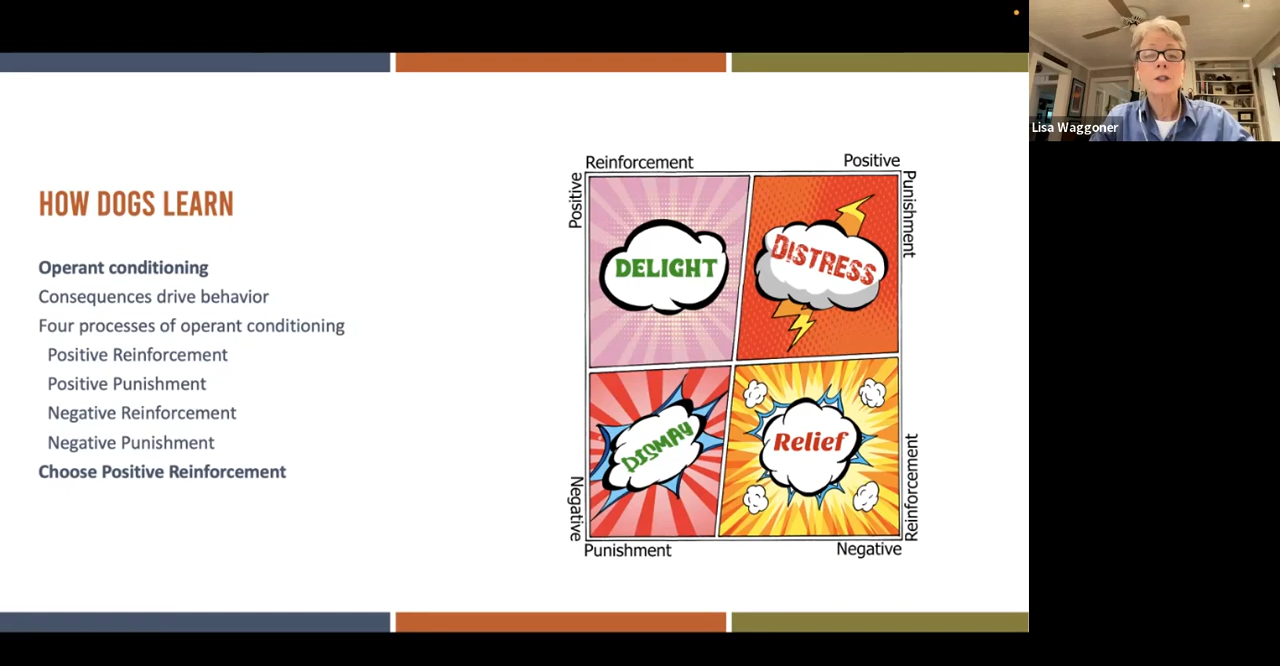 HOW DOGS LEARN
Operant conditioning
Consequences drive behavior
Four processes of operant conditioning
Positive Reinforcement
Positive Punishment
Negative Reinforcement
Negative Punishment
Choose Positive Reinforcement
Reinforcement
Positive
Positive
Punishment
DELIGHT
DISTRESS
DISMAY
Relief
Negative
Reinforcement
Punishment
Negative
Lisa Waggoner